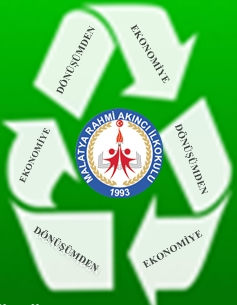 DÖNÜŞÜMDEN
EKONOMİYE
DÖNÜŞÜMDEN
EKONOMİYE
DÖNÜŞÜMDEN
EKONOMİYE
MALATYA RAHMİ AKINCI İLKOKULU
1993